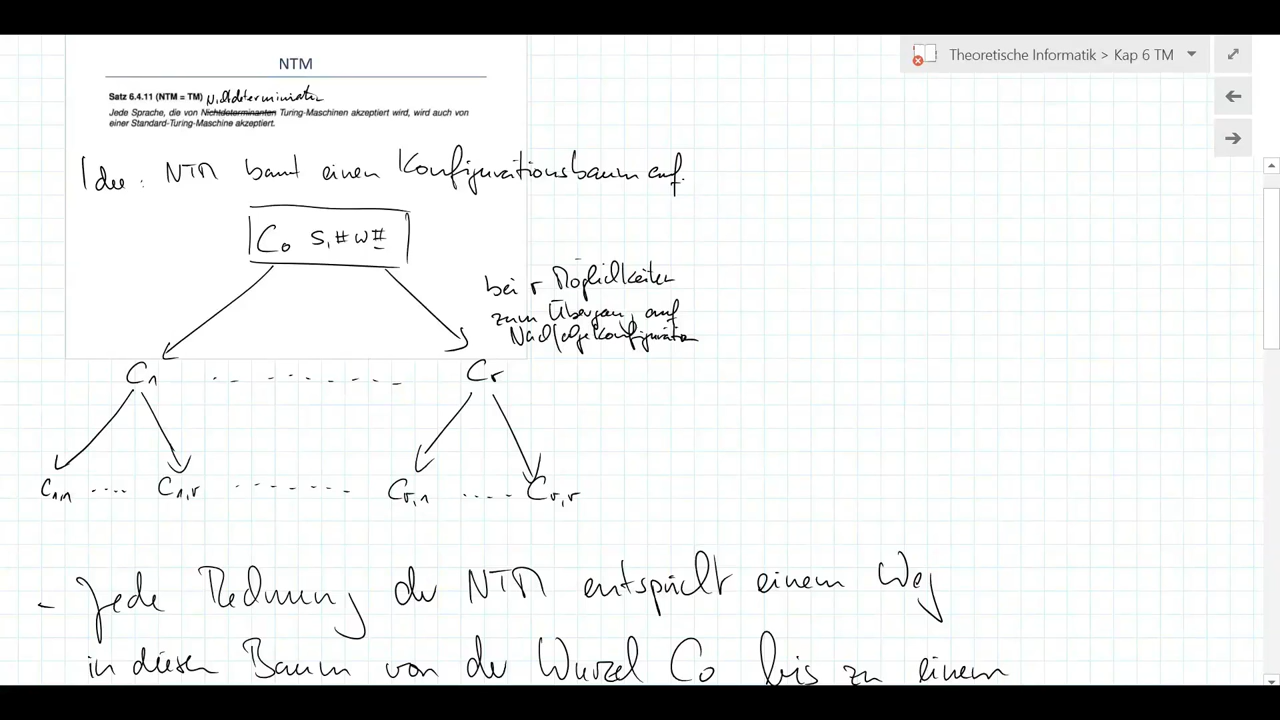 Theoretische Informatik > Kap 6 TM
NTM
Satz 6.4.11 (NTM = TM) Nichtdeterministischen
Jede Sprache, die von Nichtdeterminanten Turing-Maschinen akzeptiert wird, wird auch von
einer Standard-Turing-Maschine akzeptiert.
Idee: NTM baut einen Konfigurationsbaum auf.
C0 s, # w #
bei r Möglichkeiten
zum Übergang auf
Nachfolgekonfiguration
C1 ........ Cr
C1,1 .... C1,r ........ Cr,1 ..... Cr,r
- Jede Rechnung der NTM entspricht einem Weg
in diesen Baum von der Wurzel C0 bis zu einem